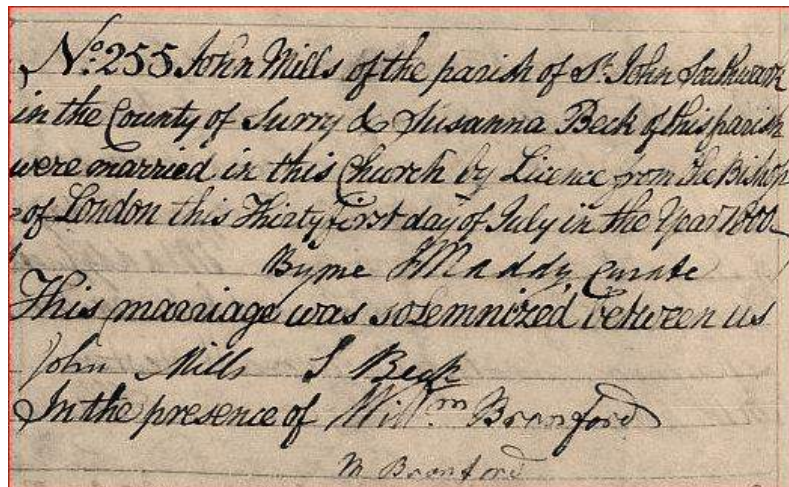 No: 255 John Mills of the parish of St. John Southwark
in the County of Surry & Susanna Beck of this parish
were married in this Church by Licence from the Bishop
of London this Thirty first day of July in the Year 1800
By me J Maddy Curate
This marriage was solemnized between us
John Mills S Beck
In the presence of Willm Branford
M Branford